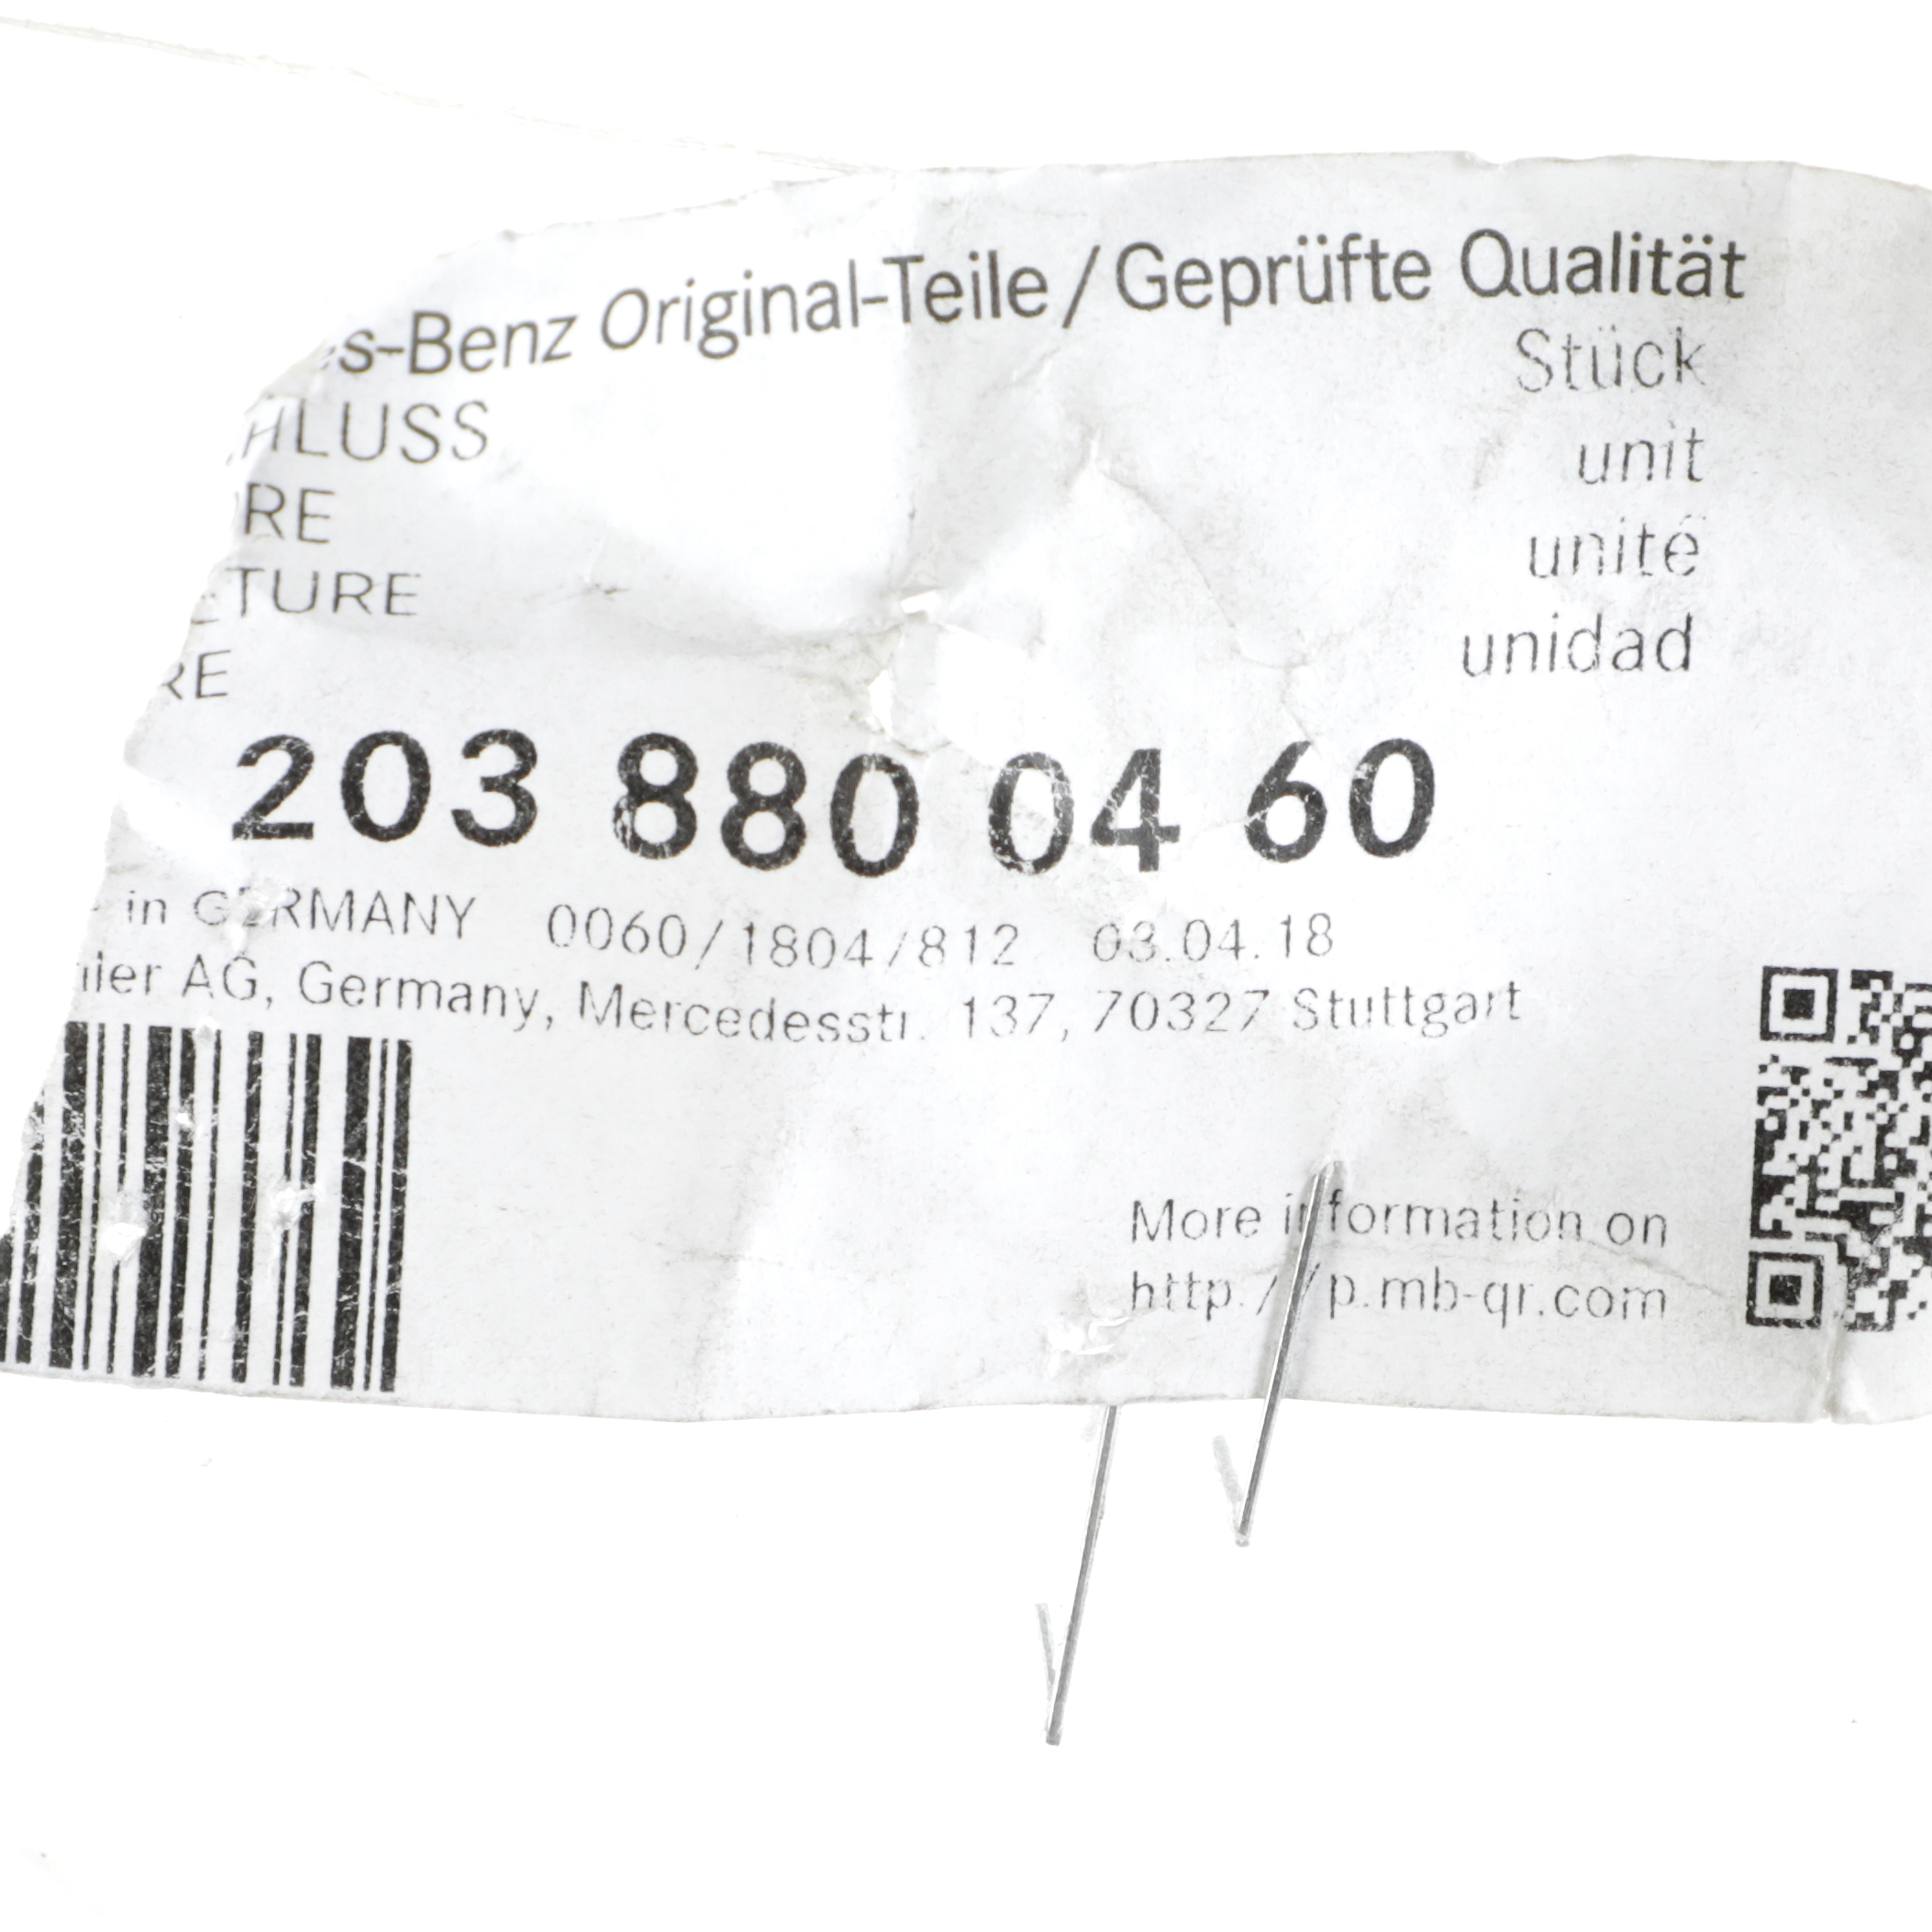 es-Benz Original-Teile / Geprüfte Qualität
HLUSS
Stück
RE
unit
TURE
unité
RE
unidad
203 880 04 60
in GERMANY 0060/1804/812 03.04.18
ler AG, Germany, Mercedesstr. 137, 70327 Stuttgart
More information on
http://p.mb-qr.com